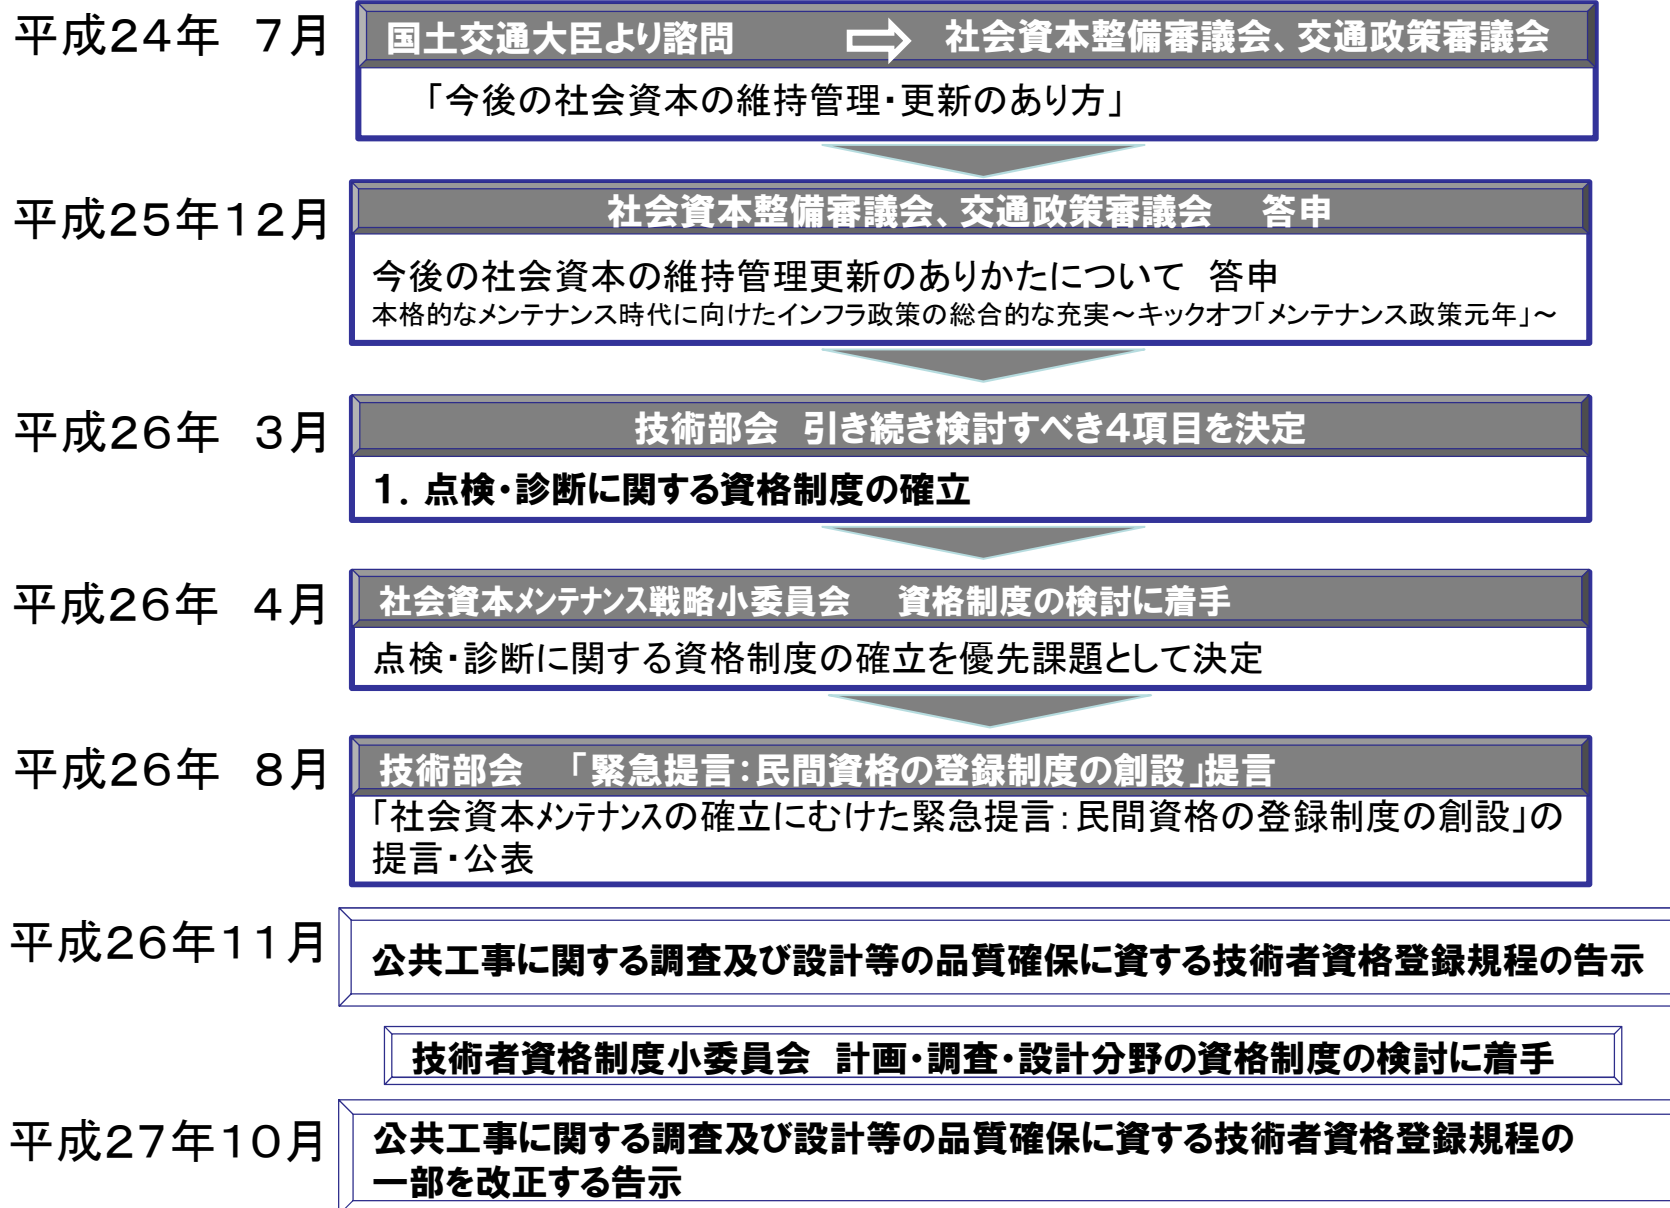 平成24年 7月
国土交通大臣より諮問 ⇨ 社会資本整備審議会、交通政策審議会
「今後の社会資本の維持管理・更新のあり方」
平成25年12月
社会資本整備審議会、交通政策審議会 答申
今後の社会資本の維持管理更新のありかたについて 答申
本格的なメンテナンス時代に向けたインフラ政策の総合的な充実～キックオフ「メンテナンス政策元年」～
平成26年 3月
技術部会 引き続き検討すべき4項目を決定
1. 点検・診断に関する資格制度の確立
平成26年 4月
社会資本メンテナンス戦略小委員会 資格制度の検討に着手
点検・診断に関する資格制度の確立を優先課題として決定
平成26年 8月
技術部会 「緊急提言：民間資格の登録制度の創設」提言
「社会資本メンテナンスの確立にむけた緊急提言：民間資格の登録制度の創設」の
提言・公表
平成26年11月
公共工事に関する調査及び設計等の品質確保に資する技術者資格登録規程の告示
技術者資格制度小委員会 計画・調査・設計分野の資格制度の検討に着手
平成27年10月
公共工事に関する調査及び設計等の品質確保に資する技術者資格登録規程の
一部を改正する告示